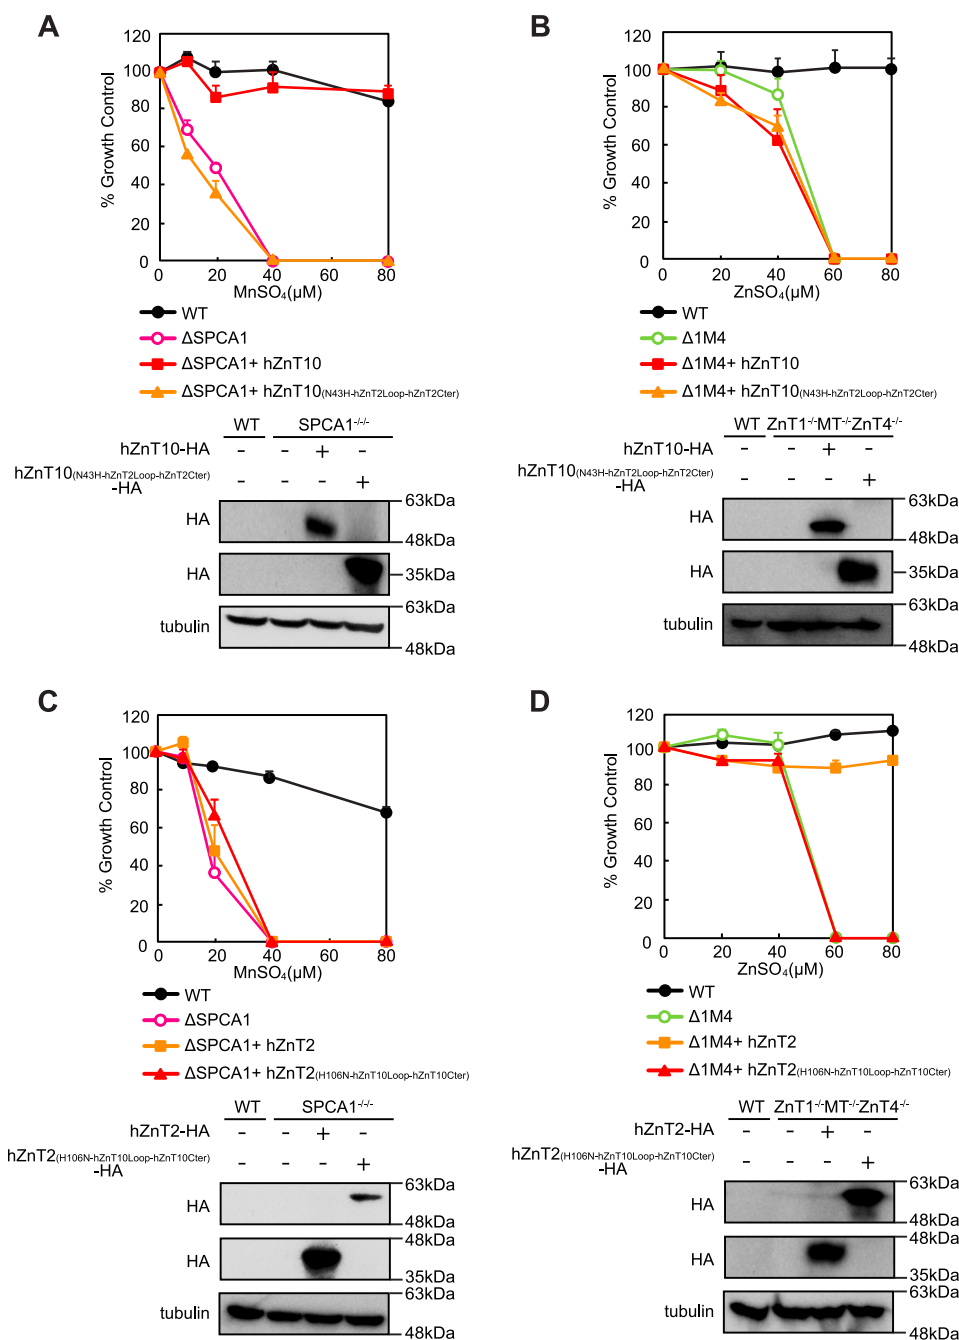 A
120
100
80
60
40
20
0
% Growth Control
0 20 40 60 80
MnSO₄(µM)
WT
ΔSPCA1
ΔSPCA1+ hZnT10
ΔSPCA1+ hZnT10(N43H-hZnT2Loop-hZnT2Cter)
WT SPCA1⁻/⁻/⁻
hZnT10-HA - - + -
hZnT10(N43H-hZnT2Loop-hZnT2Cter)
-HA - - - +
HA 63kDa
48kDa
HA 35kDa
tubulin 63kDa
48kDa
B
120
100
80
60
40
20
0
% Growth Control
0 20 40 60 80
ZnSO₄(µM)
WT
Δ1M4
Δ1M4+ hZnT10
Δ1M4+ hZnT10(N43H-hZnT2Loop-hZnT2Cter)
WT ZnT1⁻/⁻MT⁻/⁻ZnT4⁻/⁻
hZnT10-HA - - + -
hZnT10(N43H-hZnT2Loop-hZnT2Cter)
-HA - - - +
HA 63kDa
48kDa
HA 35kDa
tubulin 63kDa
48kDa
C
120
100
80
60
40
20
0
% Growth Control
0 20 40 60 80
MnSO₄(µM)
WT
ΔSPCA1
ΔSPCA1+ hZnT2
ΔSPCA1+ hZnT2(H106N-hZnT10Loop-hZnT10Cter)
WT SPCA1⁻/⁻/⁻
hZnT2-HA - - + -
hZnT2(H106N-hZnT10Loop-hZnT10Cter)
-HA - - - +
HA 63kDa
48kDa
HA 48kDa
35kDa
tubulin 63kDa
48kDa
D
120
100
80
60
40
20
0
% Growth Control
0 20 40 60 80
ZnSO₄(µM)
WT
Δ1M4
Δ1M4+ hZnT2
Δ1M4+ hZnT2(H106N-hZnT10Loop-hZnT10Cter)
WT ZnT1⁻/⁻MT⁻/⁻ZnT4⁻/⁻
hZnT2-HA - - + -
hZnT2(H106N-hZnT10Loop-hZnT10Cter)
-HA - - - +
HA 63kDa
48kDa
HA 48kDa
35kDa
tubulin 63kDa
48kDa